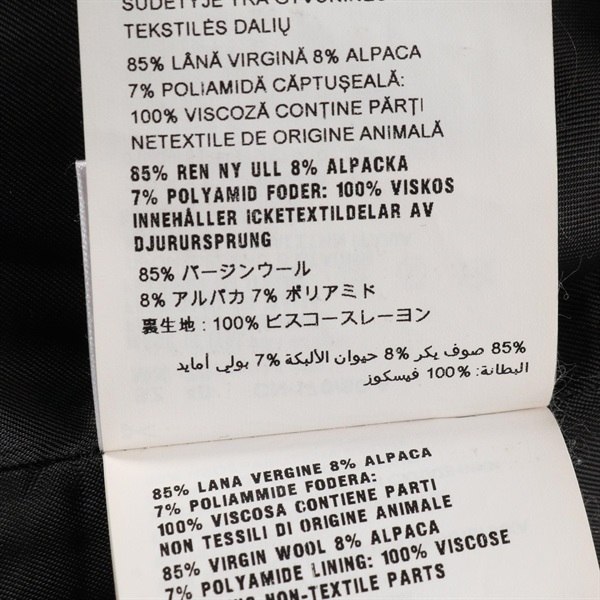 TEKSTILĖS DALIŲ
85% LÂNĂ VIRGINĂ 8% ALPACA
7% POLIAMIDĂ CĂPTUȘEALĂ:
100% VISCOZĂ CONȚINE PĂRȚI
NETEXTILE DE ORIGINE ANIMALĂ
85% REN NY ULL 8% ALPACKA
7% POLYAMID FODER: 100% VISKOS
INNEHÅLLER ICKETEXTILDELAR AV
DJURURSPRUNG
85% バージンウール
8% アルパカ 7% ポリアミド
裏生地 : 100% ビスコースレーヨン
85% صوف بكر 8% حيوان الألبكة 7% بولي أمايد
البطانة: 100% فيسكوز
85% LANA VERGINE 8% ALPACA
7% POLIAMMIDE FODERA:
100% VISCOSA CONTIENE PARTI
NON TESSILI DI ORIGINE ANIMALE
85% VIRGIN WOOL 8% ALPACA
7% POLYAMIDE LINING: 100% VISCOSE
NON-TEXTILE PARTS